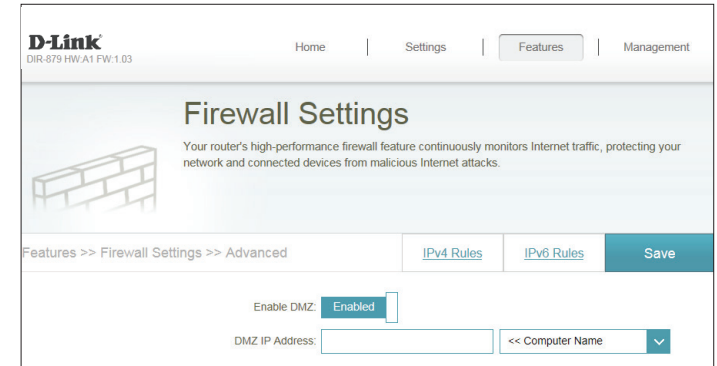 D-Link
DIR-879 HW:A1 FW:1.03
Home Settings Features Management
Firewall Settings
Your router's high-performance firewall feature continuously monitors Internet traffic, protecting your
network and connected devices from malicious Internet attacks.
Features >> Firewall Settings >> Advanced IPv4 Rules IPv6 Rules Save
Enable DMZ: Enabled
DMZ IP Address: << Computer Name